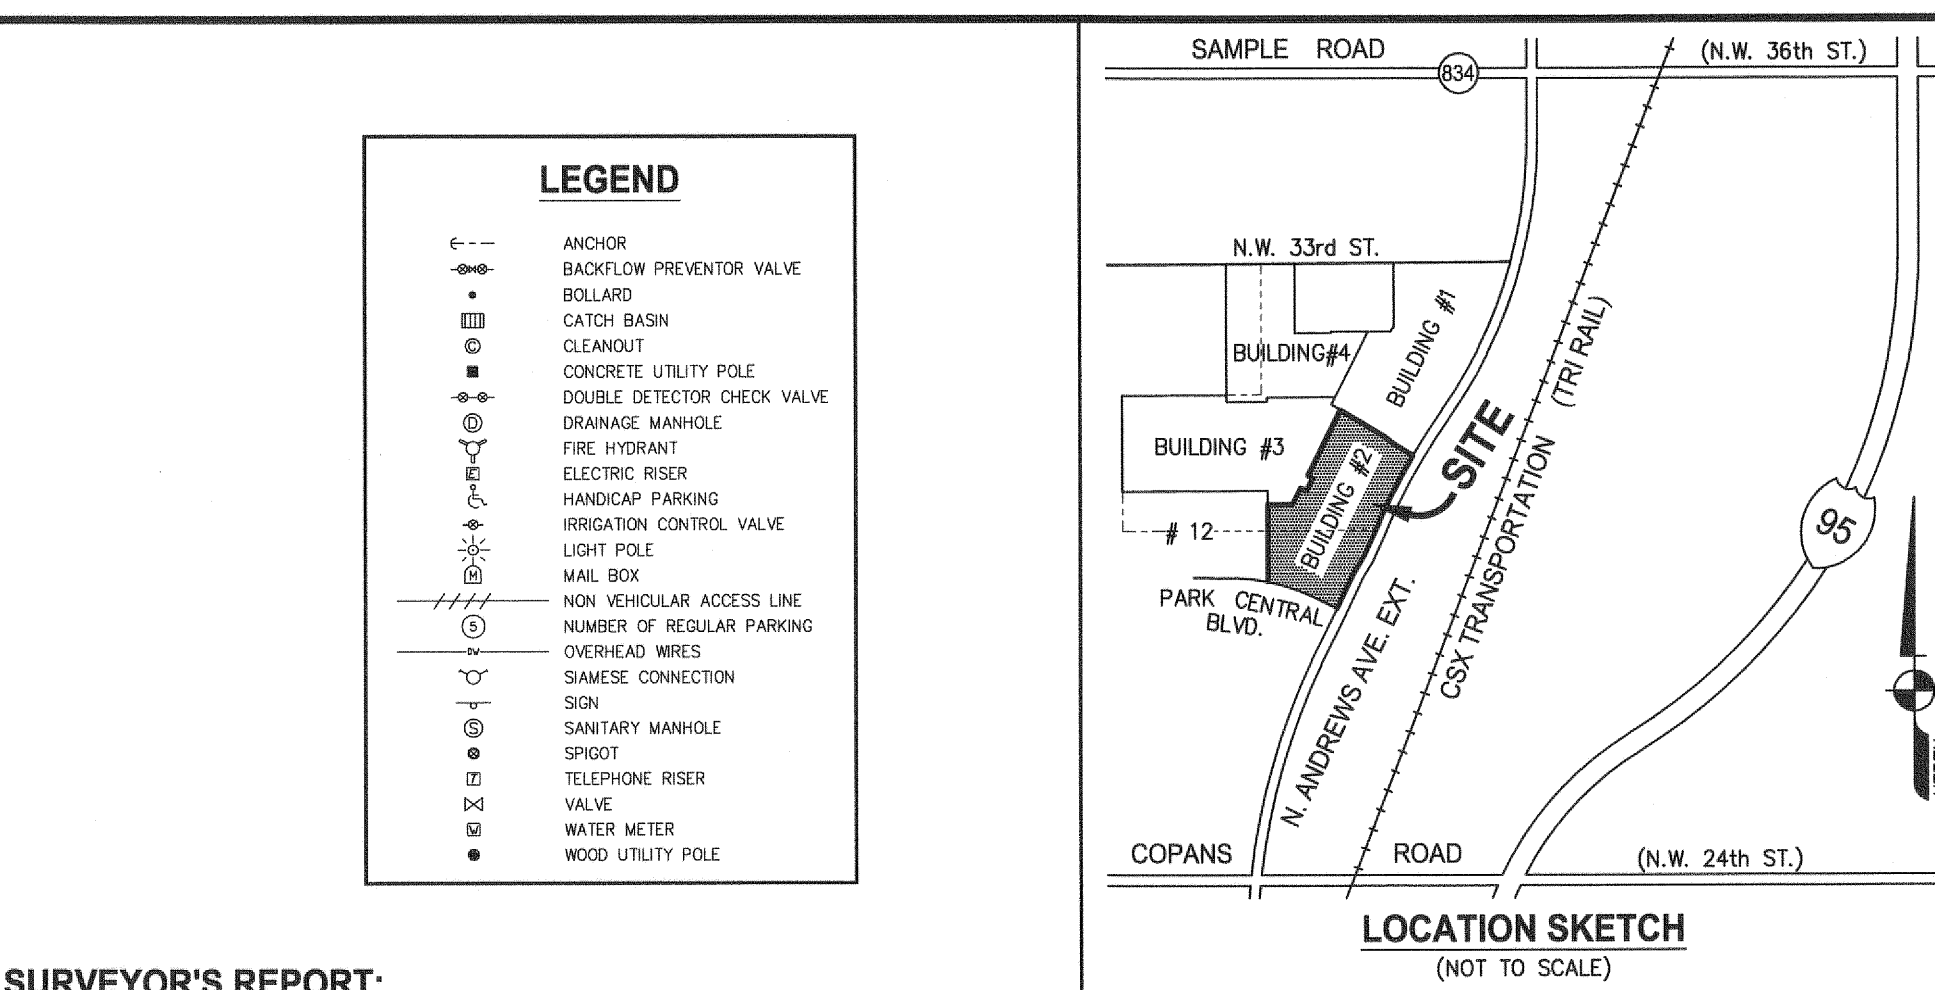 LEGEND
ANCHOR
BACKFLOW PREVENTOR VALVE
BOLLARD
CATCH BASIN
C CLEANOUT
CONCRETE UTILITY POLE
DOUBLE DETECTOR CHECK VALVE
D DRAINAGE MANHOLE
FIRE HYDRANT
E ELECTRIC RISER
HANDICAP PARKING
IRRIGATION CONTROL VALVE
LIGHT POLE
M MAIL BOX
NON VEHICULAR ACCESS LINE
5 NUMBER OF REGULAR PARKING
OW OVERHEAD WIRES
SIAMESE CONNECTION
SIGN
S SANITARY MANHOLE
SPIGOT
T TELEPHONE RISER
VALVE
W WATER METER
WOOD UTILITY POLE
SURVEYOR'S REPORT:
SAMPLE ROAD
834
(N.W. 36th ST.)
N.W. 33rd ST.
BUILDING #1
BUILDING#4
BUILDING #3
BUILDING #2
SITE
# 12
PARK CENTRAL
BLVD.
N. ANDREWS AVE. EXT.
CSX TRANSPORTATION (TRI RAIL)
95
COPANS ROAD
(N.W. 24th ST.)
LOCATION SKETCH
(NOT TO SCALE)